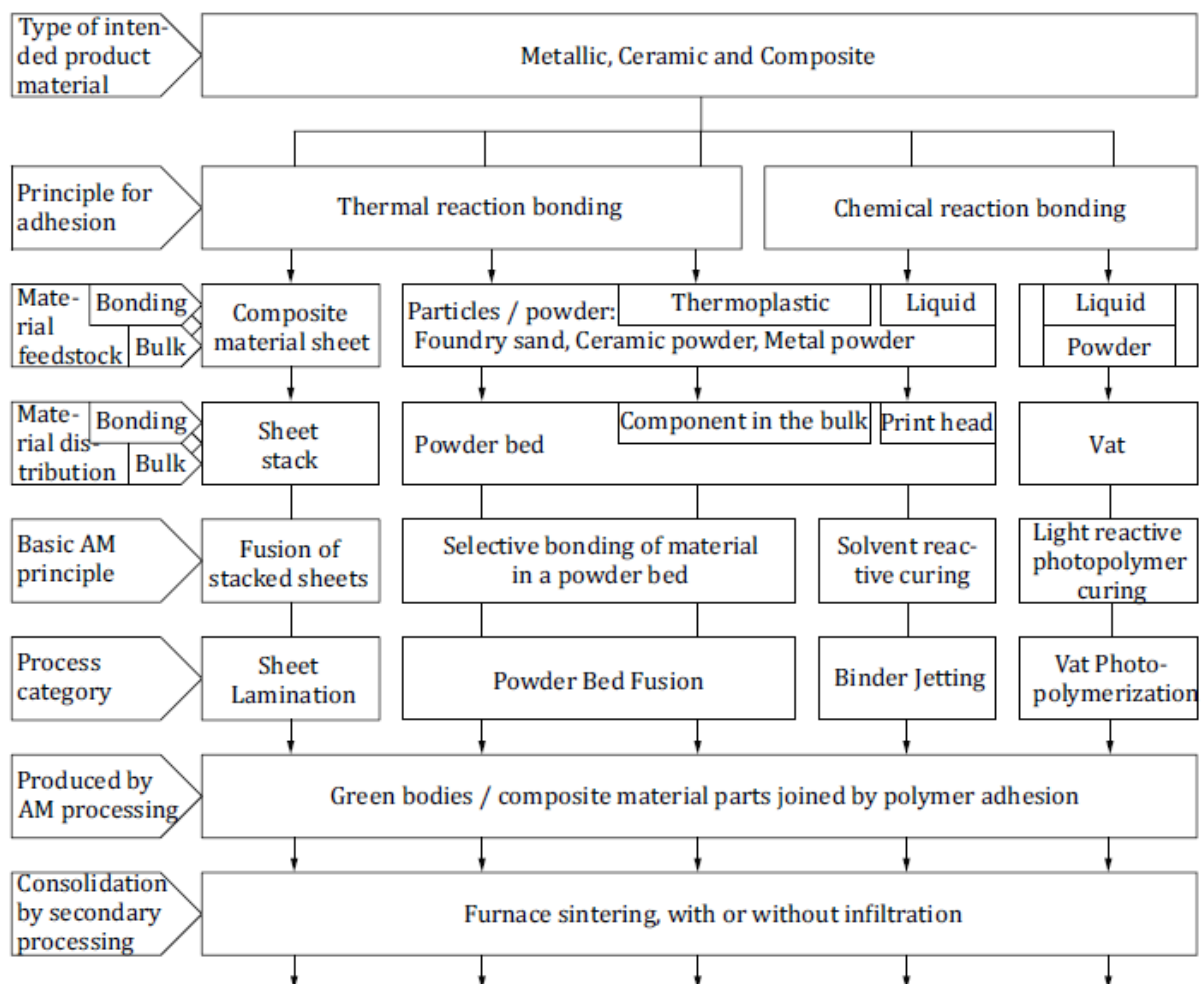 Type of inten-
ded product
material
Metallic, Ceramic and Composite
Principle for
adhesion
Thermal reaction bonding
Chemical reaction bonding
Mate-
rial
feedstock
Bonding
Bulk
Composite
material sheet
Particles / powder:
Thermoplastic
Liquid
Foundry sand, Ceramic powder, Metal powder
Liquid
Powder
Mate-
rial dis-
tribution
Bonding
Bulk
Sheet
stack
Powder bed
Component in the bulk
Print head
Vat
Basic AM
principle
Fusion of
stacked sheets
Selective bonding of material
in a powder bed
Solvent reac-
tive curing
Light reactive
photopolymer
curing
Process
category
Sheet
Lamination
Powder Bed Fusion
Binder Jetting
Vat Photo-
polymerization
Produced by
AM processing
Green bodies / composite material parts joined by polymer adhesion
Consolidation
by secondary
processing
Furnace sintering, with or without infiltration